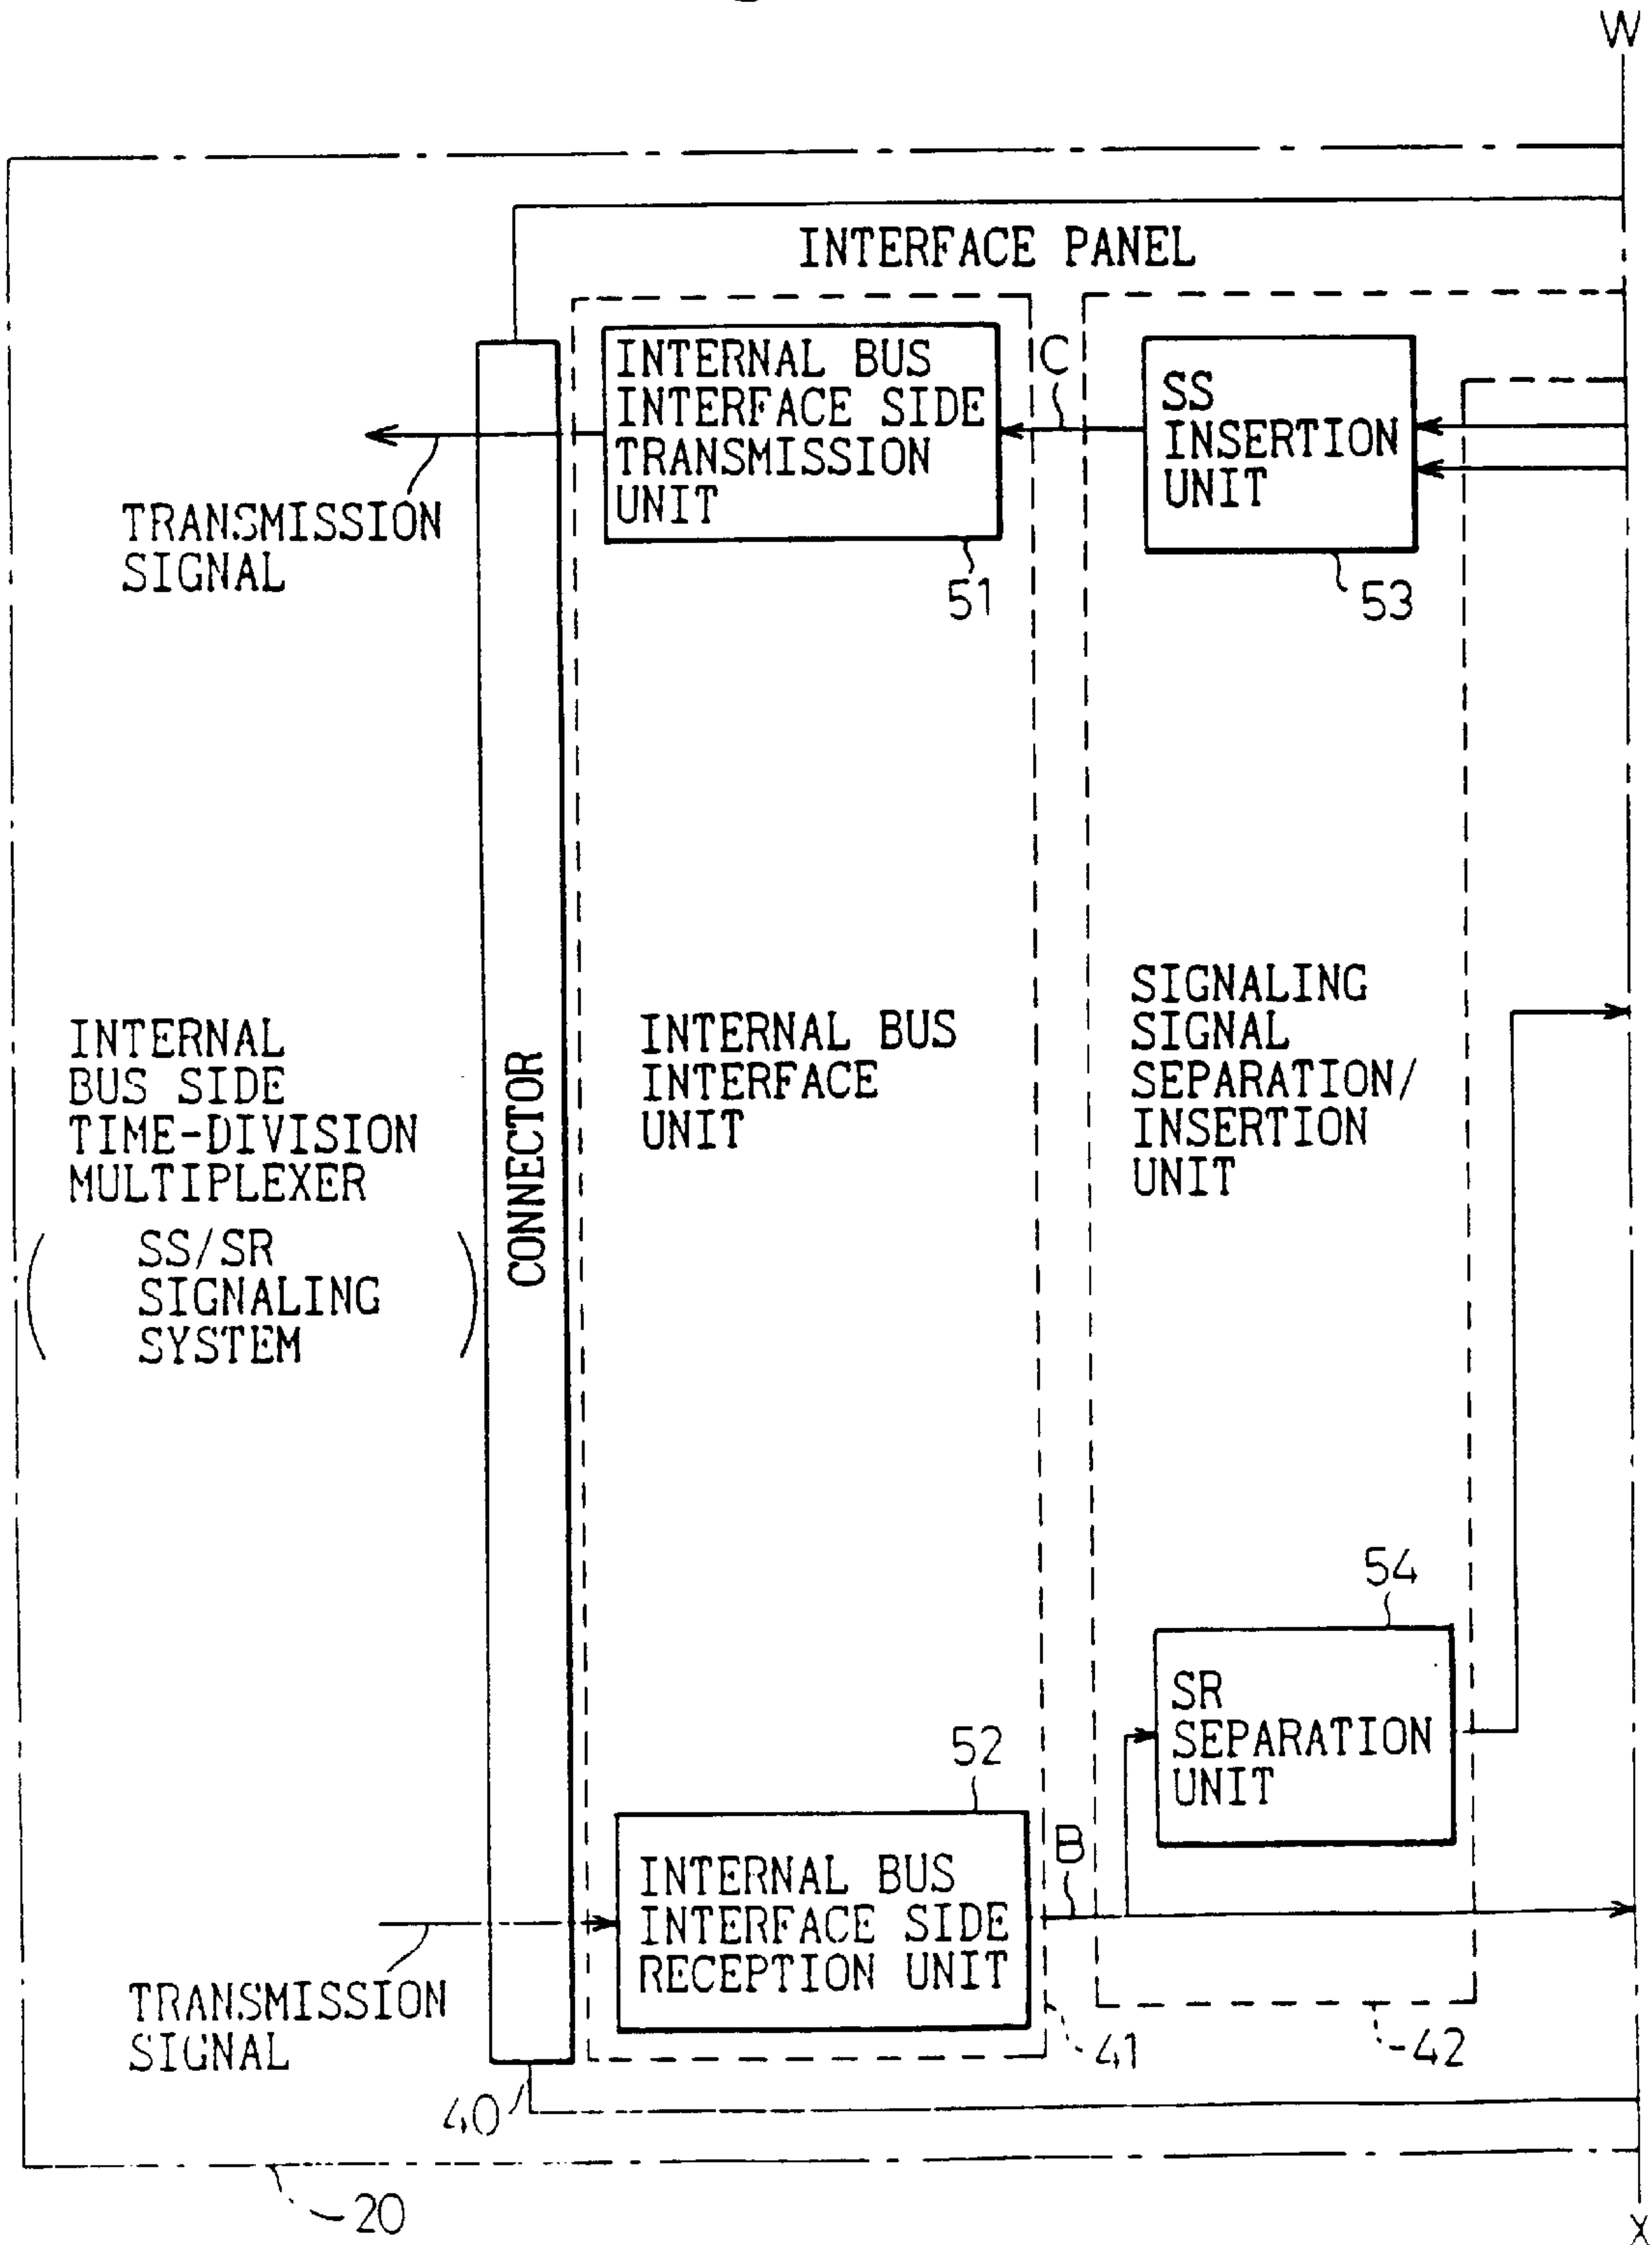 W
INTERFACE PANEL
INTERNAL BUS
INTERFACE SIDE
TRANSMISSION
UNIT
C
SS
INSERTION
UNIT
TRANSMISSION
SIGNAL
51
53
INTERNAL
BUS SIDE
TIME-DIVISION
MULTIPLEXER
( SS/SR
SIGNALING
SYSTEM )
CONNECTOR
INTERNAL BUS
INTERFACE
UNIT
SIGNALING
SIGNAL
SEPARATION/
INSERTION
UNIT
54
SR
SEPARATION
UNIT
52
INTERNAL BUS
INTERFACE SIDE
RECEPTION UNIT
B
TRANSMISSION
SIGNAL
40
41
42
20
X